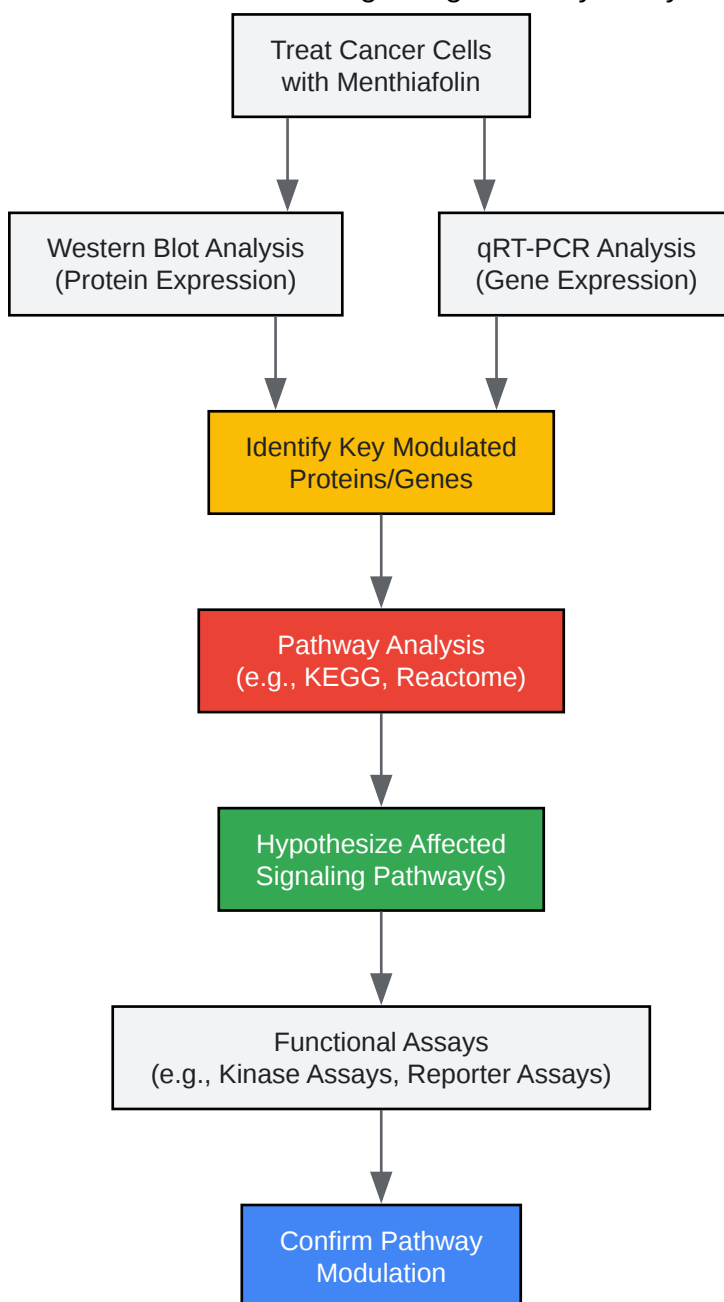 Treat Cancer Cells
with Menthiafolin
Western Blot Analysis
(Protein Expression)
qRT-PCR Analysis
(Gene Expression)
Identify Key Modulated
Proteins/Genes
Pathway Analysis
(e.g., KEGG, Reactome)
Hypothesize Affected
Signaling Pathway(s)
Functional Assays
(e.g., Kinase Assays, Reporter Assays)
Confirm Pathway
Modulation